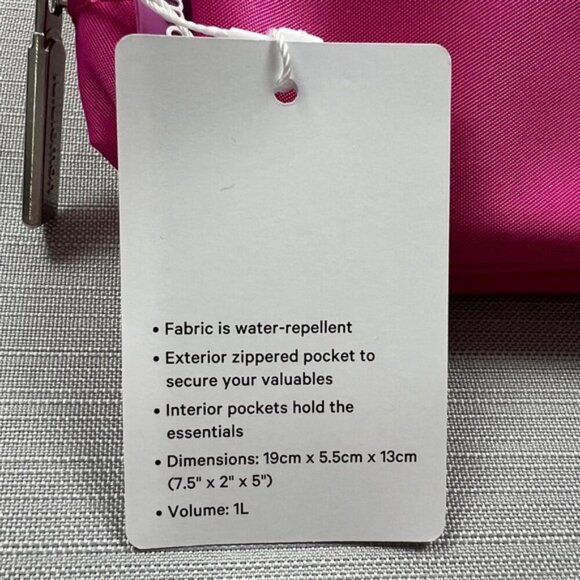 • Fabric is water-repellent
• Exterior zippered pocket to
secure your valuables
• Interior pockets hold the
essentials
• Dimensions: 19cm x 5.5cm x 13cm
(7.5" x 2" x 5")
• Volume: 1L